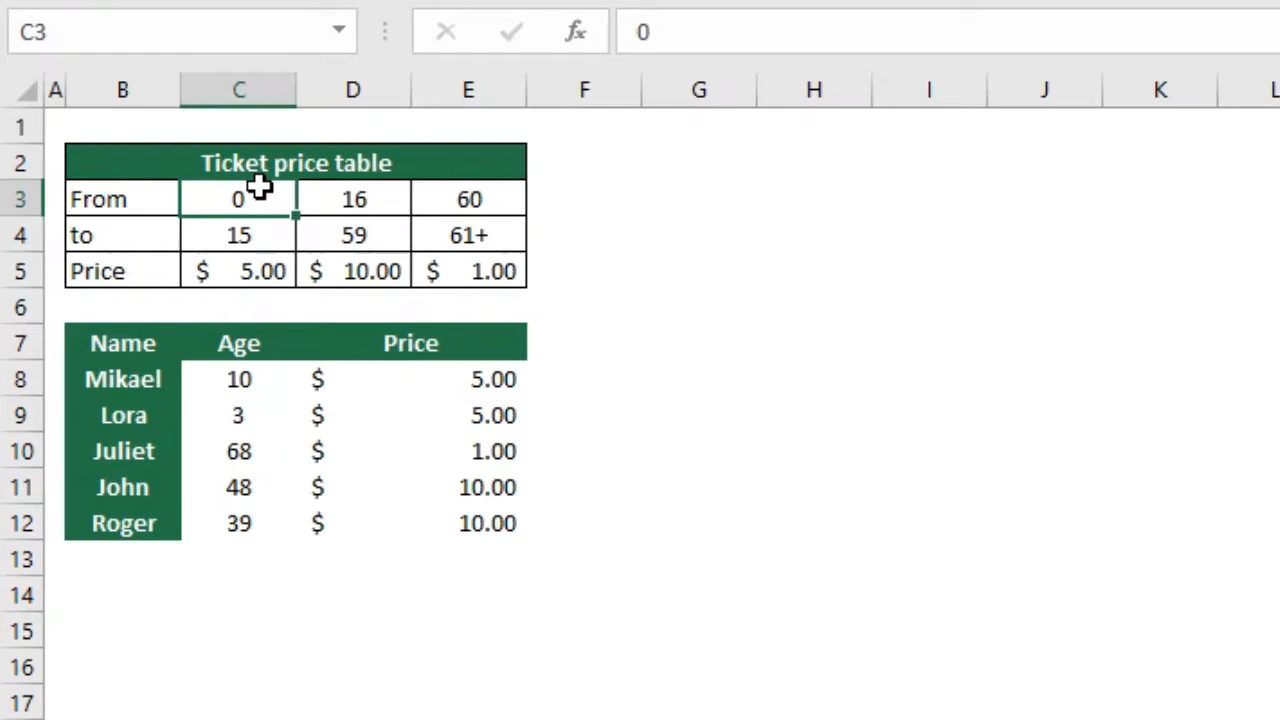 C3 fx 0
A B C D E F G H I J K L
1
2 Ticket price table
3 From 0 16 60
4 to 15 59 61+
5 Price $ 5.00 $ 10.00 $ 1.00
6
7 Name Age Price
8 Mikael 10 $ 5.00
9 Lora 3 $ 5.00
10 Juliet 68 $ 1.00
11 John 48 $ 10.00
12 Roger 39 $ 10.00
13
14
15
16
17